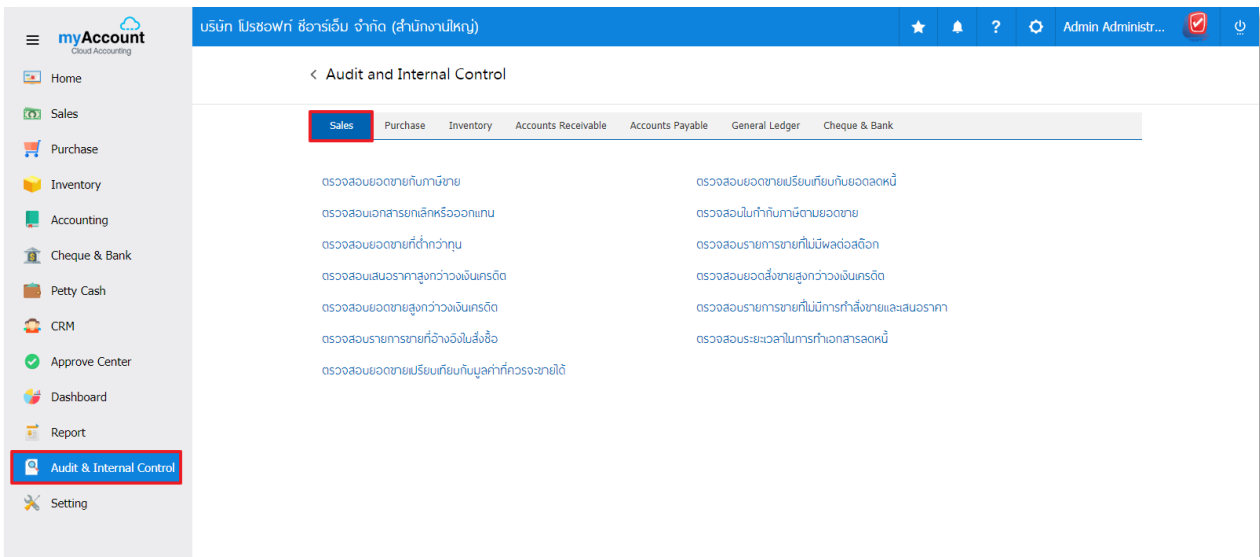 myAccount
Cloud Accounting
บริษัท โปรซอฟท์ ซีอาร์เอ็ม จำกัด (สำนักงานใหญ่)
Admin Administr...
Home
Sales
Purchase
Inventory
Accounting
Cheque & Bank
Petty Cash
CRM
Approve Center
Dashboard
Report
Audit & Internal Control
Setting
< Audit and Internal Control
Sales Purchase Inventory Accounts Receivable Accounts Payable General Ledger Cheque & Bank
ตรวจสอบยอดขายกับภาษีขาย
ตรวจสอบยอดขายเปรียบเทียบกับยอดลดหนี้
ตรวจสอบเอกสารยกเลิกหรือออกแทน
ตรวจสอบใบกำกับภาษีตามยอดขาย
ตรวจสอบยอดขายที่ต่ำกว่าทุน
ตรวจสอบรายการขายที่ไม่มีผลต่อสต๊อก
ตรวจสอบเสนอราคาสูงกว่าวงเงินเครดิต
ตรวจสอบยอดสั่งขายสูงกว่าวงเงินเครดิต
ตรวจสอบยอดขายสูงกว่าวงเงินเครดิต
ตรวจสอบรายการขายที่ไม่มีการทำสั่งขายและเสนอราคา
ตรวจสอบรายการขายที่อ้างอิงใบสั่งซื้อ
ตรวจสอบระยะเวลาในการทำเอกสารลดหนี้
ตรวจสอบยอดขายเปรียบเทียบกับมูลค่าที่ควรจะขายได้